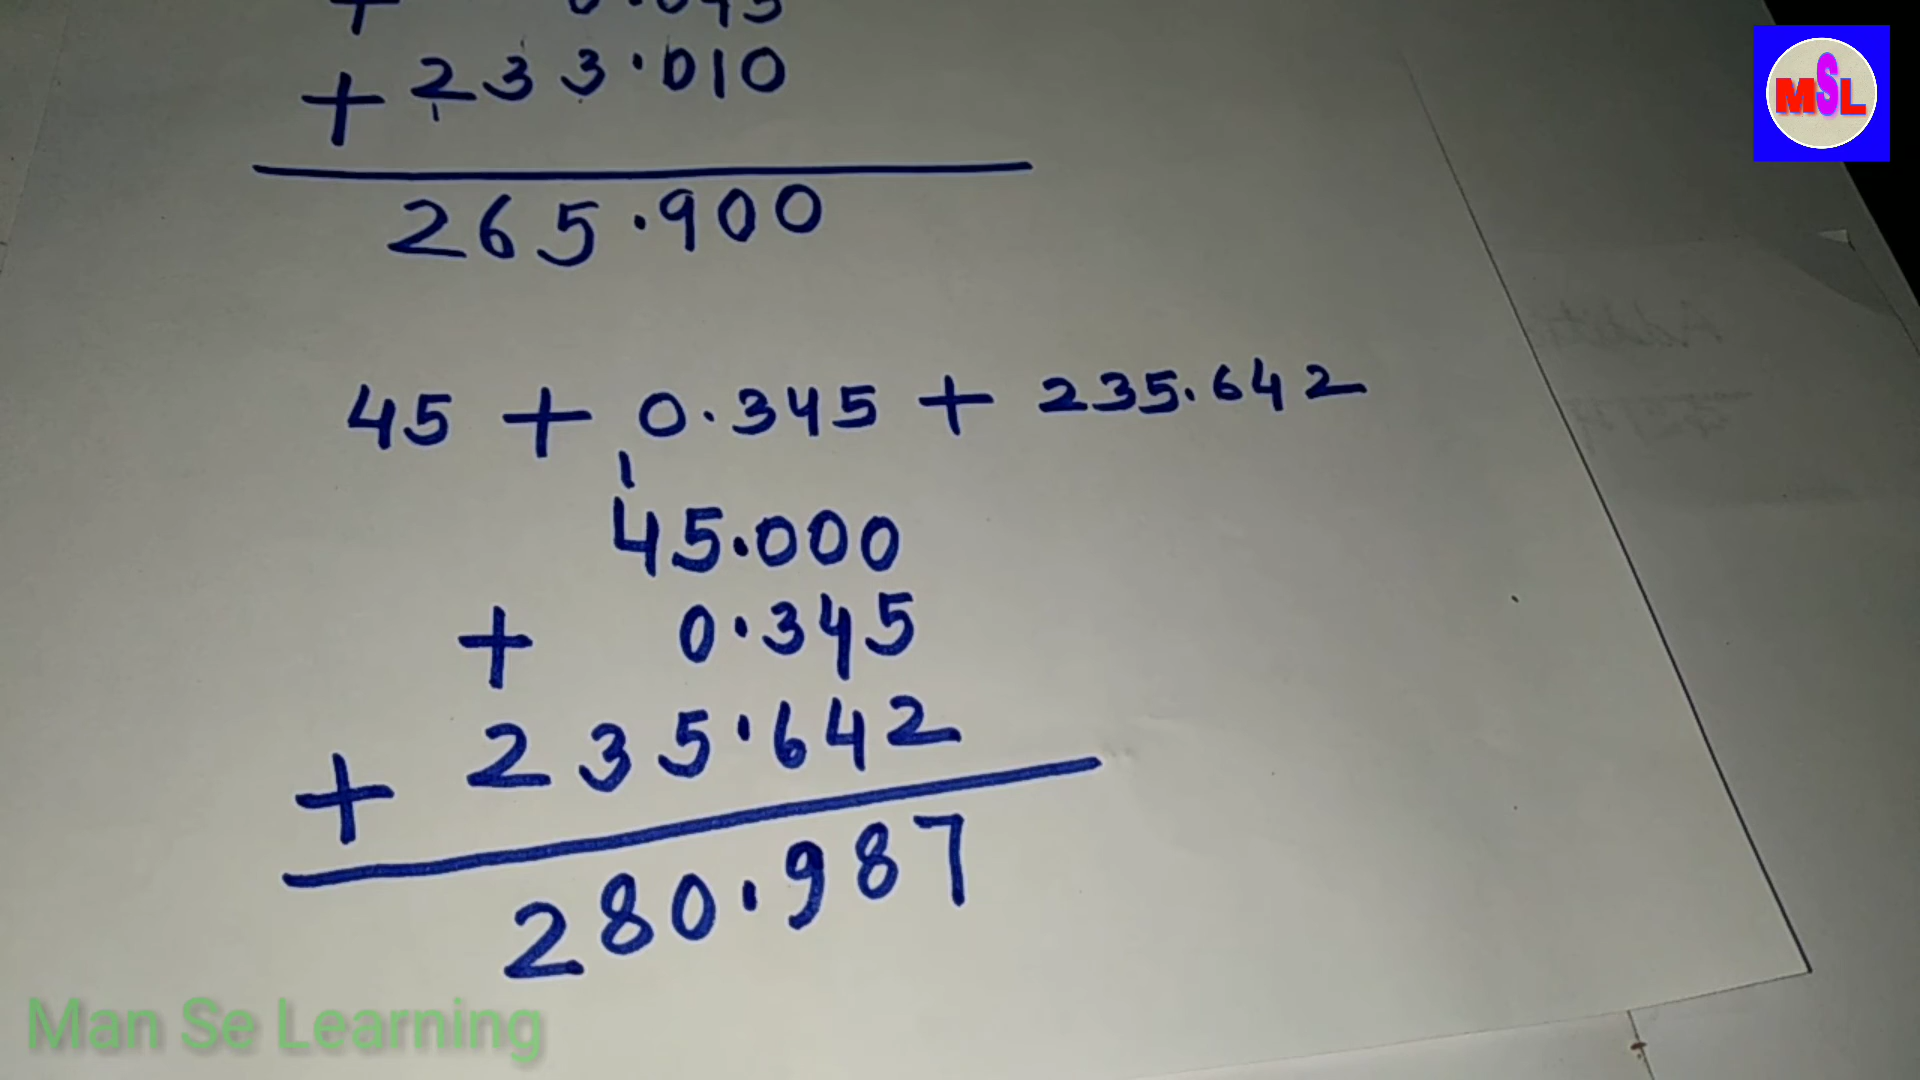 + 233.010
265.900
45 + 0.345 + 235.642
1
45.000
+ 0.345
+ 235.642
280.987
MSL
Man Se Learning